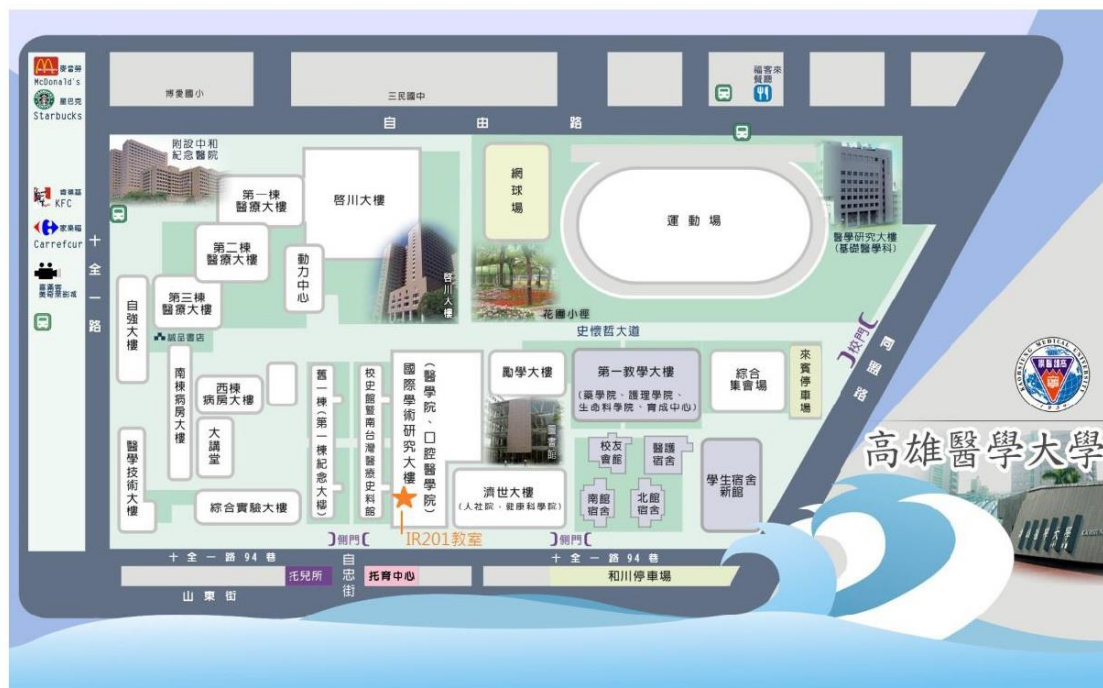 麥當勞
McDonald's
星巴克
Starbucks
肯德基
KFC
家樂福
Carrefcur
十全一路
博愛國小
三民國中
福客來
餐廳
自由路
附設中和
紀念醫院
第一棟
醫療大樓
啓川大樓
網球場
運動場
醫學研究大樓
(基礎醫學科)
第二棟
醫療大樓
動力中心
啓川大樓
第三棟
醫療大樓
自強大樓
誠品書店
花園小徑
史懷哲大道
校門
同盟路
南棟病房大樓
西棟
病房大樓
大講堂
舊一棟(第一棟紀念大樓)
校史館暨南台灣醫療史料館
國際學術研究大樓
(醫學院、口腔醫學院)
勵學大樓
圖書館
第一教學大樓
(藥學院、護理學院、
生命科學院、育成中心)
綜合
集會場
來賓停車場
KAOHSIUNG MEDICAL UNIVERSITY
高雄醫學大學
醫學技術大樓
綜合實驗大樓
濟世大樓
(人社院、健康科學院)
校友
會館
醫護
宿舍
南館
宿舍
北館
宿舍
學生宿舍
新館
IR201教室
側門
側門
十全一路94巷
十全一路94巷
托兒所
自忠街
托育中心
和川停車場
山東街